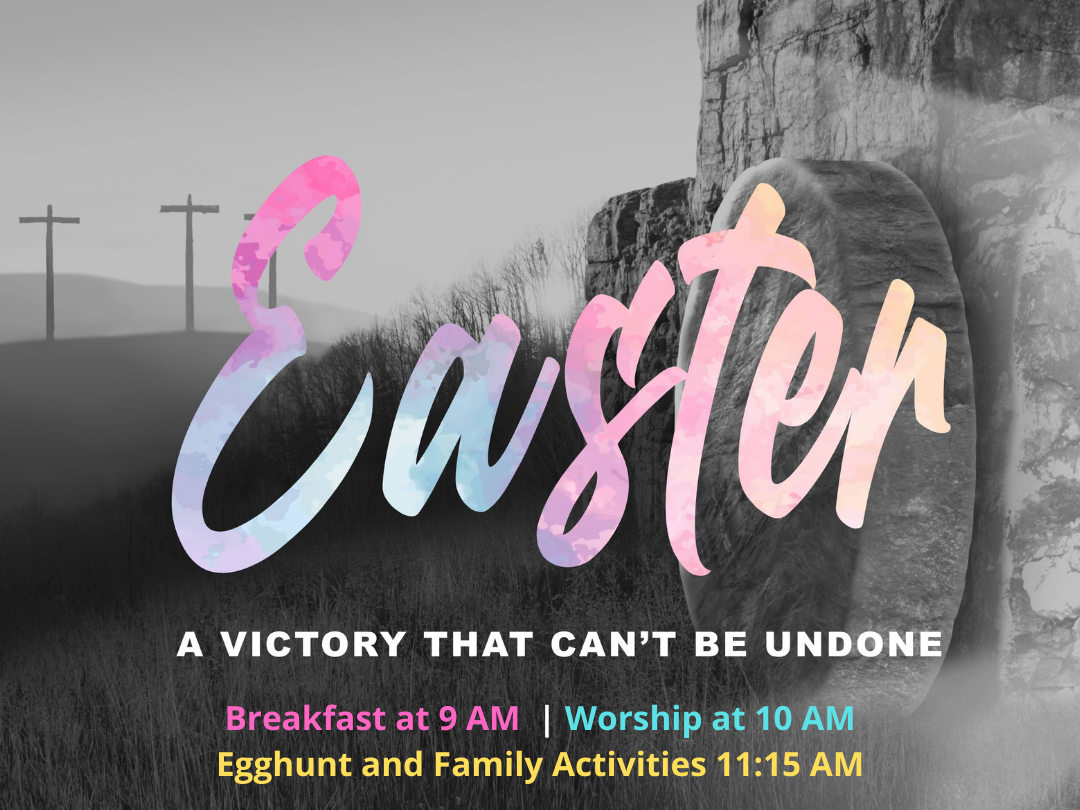 Easter
A VICTORY THAT CAN’T BE UNDONE
Breakfast at 9 AM | Worship at 10 AM
Egghunt and Family Activities 11:15 AM